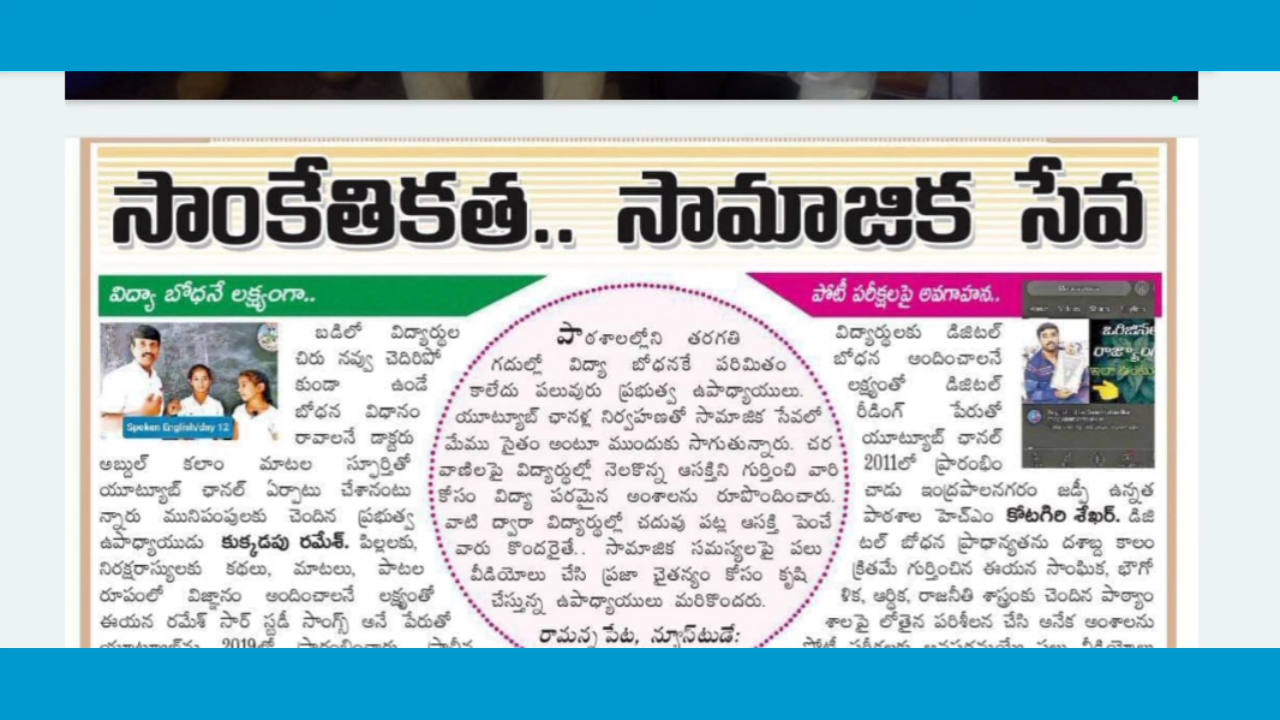 సాంకేతికత.. సామాజిక సేవ
విద్యా బోధనే లక్ష్యంగా..
Spoken English/day 12
బడిలో విద్యార్థుల
చిరు నవ్వు చెదిరిపో
కుండా ఉండే
బోధన విధానం
రావాలనే డాక్టరు
అబ్దుల్ కలాం మాటల స్ఫూర్తితో
యూట్యూబ్ ఛానల్ ఏర్పాటు చేశానంటు
న్నారు మునిపంపులకు చెందిన ప్రభుత్వ
ఉపాధ్యాయుడు కుక్కడపు రమేశ్. పిల్లలకు,
నిరక్షరాస్యులకు కథలు, మాటలు, పాటల
రూపంలో విజ్ఞానం అందించాలనే లక్ష్యంతో
ఈయన రమేశ్ సార్ స్టడీ సాంగ్స్ అనే పేరుతో
పాఠశాలల్లోని తరగతి
గదుల్లో విద్యా బోధనకే పరిమితం
కాలేదు పలువురు ప్రభుత్వ ఉపాధ్యాయులు.
యూట్యూబ్ ఛానళ్ల నిర్వహణతో సామాజిక సేవలో
మేము సైతం అంటూ ముందుకు సాగుతున్నారు. చర
వాణిలపై విద్యార్థుల్లో నెలకొన్న ఆసక్తిని గుర్తించి వారి
కోసం విద్యా పరమైన అంశాలను రూపొందించారు.
వాటి ద్వారా విద్యార్థుల్లో చదువు పట్ల ఆసక్తి పెంచే
వారు కొందరైతే.. సామాజిక సమస్యలపై పలు
వీడియోలు చేసి ప్రజా చైతన్యం కోసం కృషి
చేస్తున్న ఉపాధ్యాయులు మరికొందరు.
రామన్నపేట, న్యూస్‌టుడే:
పోటీ పరీక్షలపై అవగాహన..
విద్యార్థులకు డిజిటల్
బోధన అందించాలనే
లక్ష్యంతో డిజిటల్
రీడింగ్ పేరుతో
యూట్యూబ్ ఛానల్
2011లో ప్రారంభిం
చాడు ఇంద్రపాలనగరం జడ్పీ ఉన్నత
పాఠశాల హెచ్ఎం కోటగిరి శేఖర్. డిజి
టల్ బోధన ప్రాధాన్యతను దశాబ్ద కాలం
క్రితమే గుర్తించిన ఈయన సాంఘిక, భౌగో
ళిక, ఆర్థిక, రాజనీతి శాస్త్రంకు చెందిన పాఠ్యాం
శాలపై లోతైన పరిశీలన చేసి అనేక అంశాలను